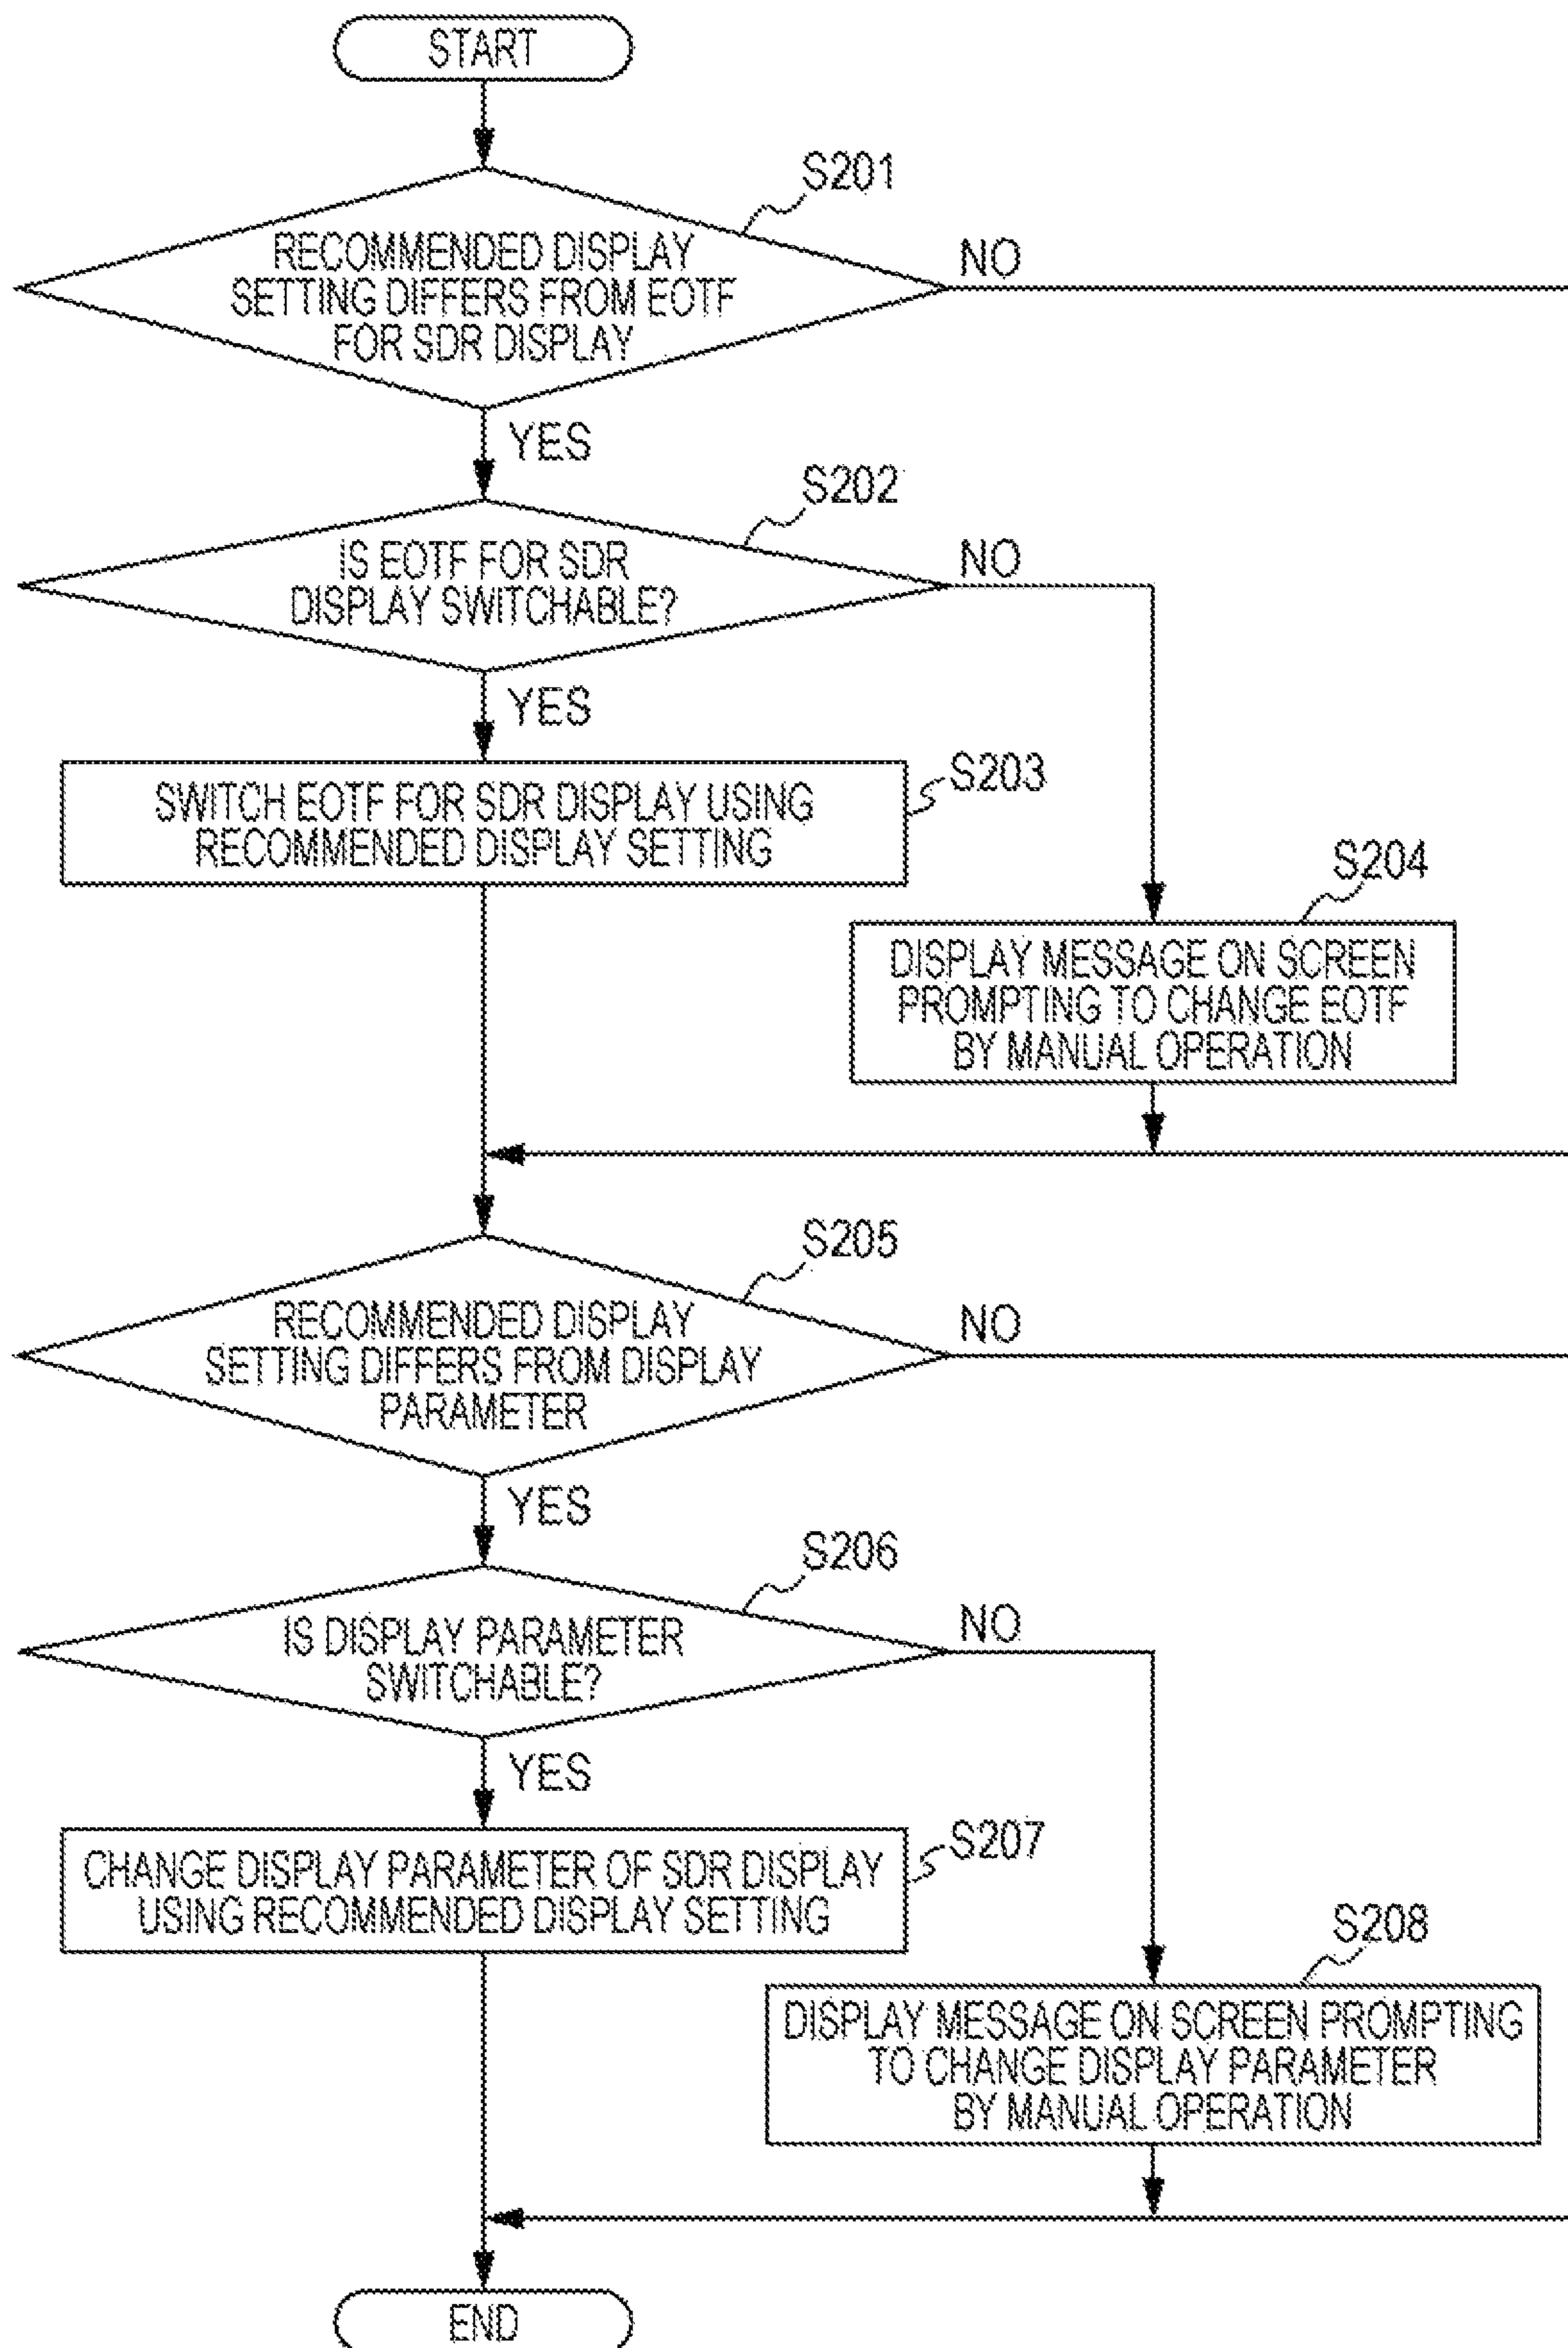 START
S201
RECOMMENDED DISPLAY
SETTING DIFFERS FROM EOTF
FOR SDR DISPLAY
NO
YES
S202
IS EOTF FOR SDR
DISPLAY SWITCHABLE?
NO
YES
S203
SWITCH EOTF FOR SDR DISPLAY USING
RECOMMENDED DISPLAY SETTING
S204
DISPLAY MESSAGE ON SCREEN
PROMPTING TO CHANGE EOTF
BY MANUAL OPERATION
S205
RECOMMENDED DISPLAY
SETTING DIFFERS FROM DISPLAY
PARAMETER
NO
YES
S206
IS DISPLAY PARAMETER
SWITCHABLE?
NO
YES
S207
CHANGE DISPLAY PARAMETER OF SDR DISPLAY
USING RECOMMENDED DISPLAY SETTING
S208
DISPLAY MESSAGE ON SCREEN PROMPTING
TO CHANGE DISPLAY PARAMETER
BY MANUAL OPERATION
END